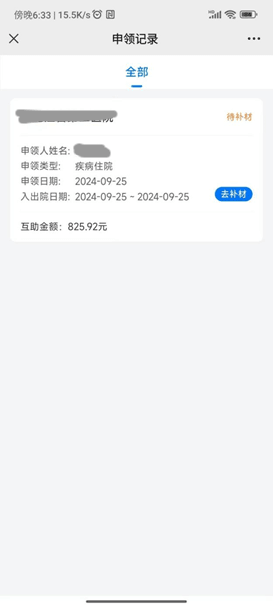 傍晚6:33 | 15.5K/s
申领记录
全部
医院
待补材
申领人姓名:
申领类型: 疾病住院
申领日期: 2024-09-25
入出院日期: 2024-09-25 - 2024-09-25
去补材
互助金额: 825.92元